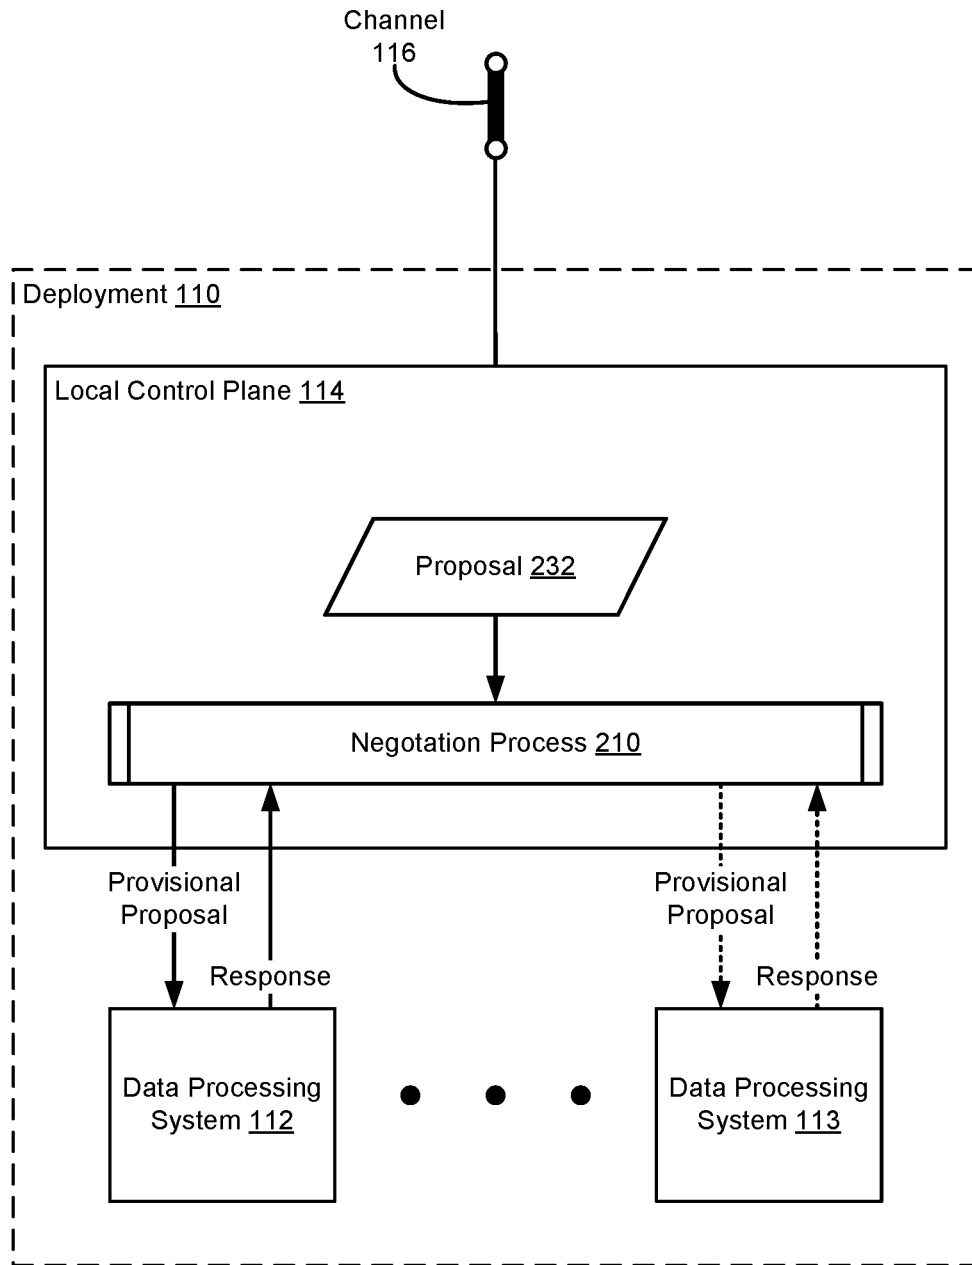 Channel
116
Deployment 110
Local Control Plane 114
Proposal 232
Negotation Process 210
Provisional
Proposal
Response
Provisional
Proposal
Response
Data Processing
System 112
Data Processing
System 113